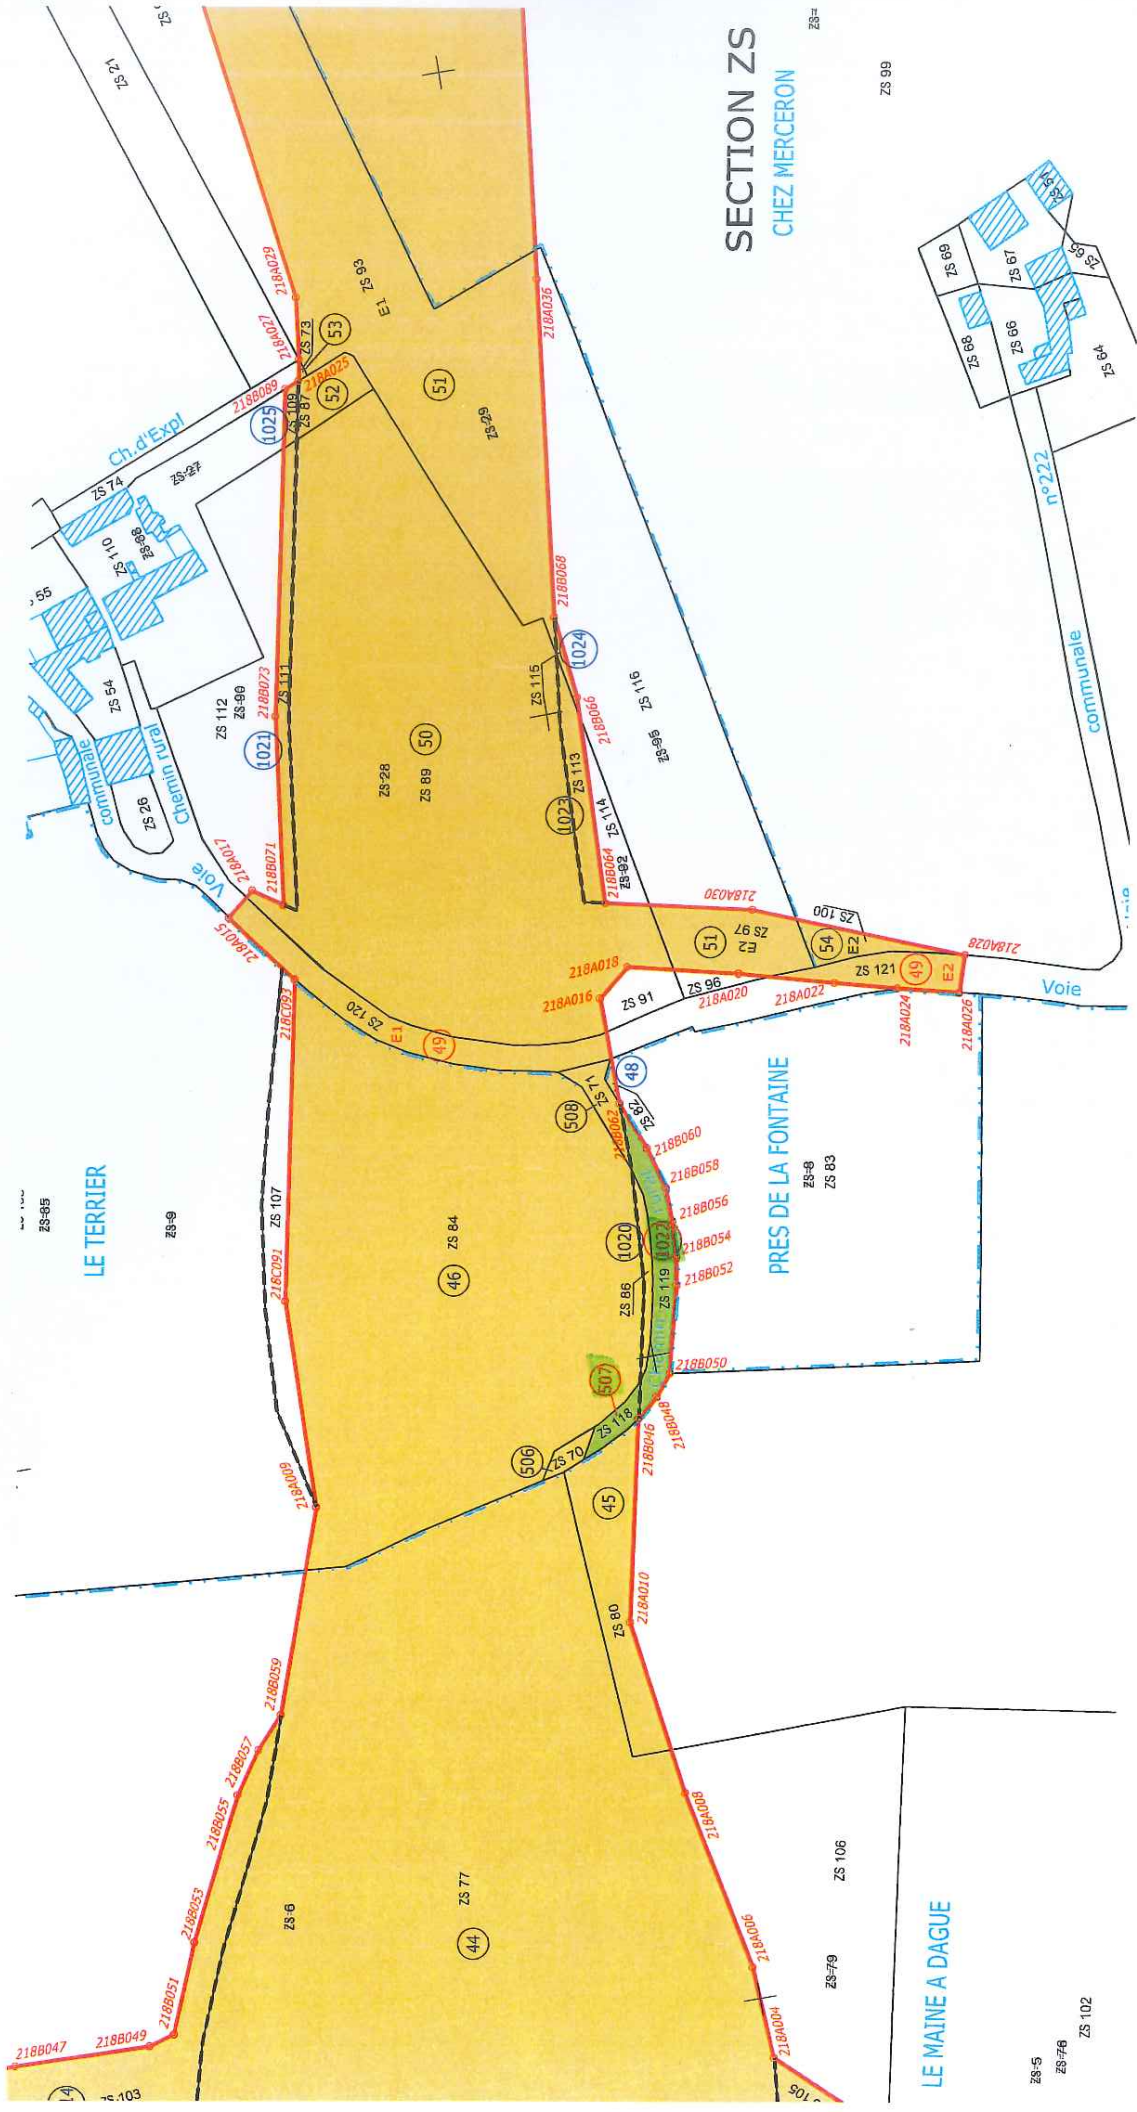 SECTION ZS
CHEZ MERCERON
ZS 99
ZS 21
218A029
218A027
218B089
218A025
ZS 73
53
52
E1
ZS 93
51
ZS 29
218A036
Ch.d'Expl
1025
ZS 109
ZS 87
ZS 27
ZS 74
ZS 110
ZS 88
55
ZS 54
ZS 26
communale
Chemin rural
Voie
ZS 112
ZS 90
218B073
1021
ZS 111
218B071
218A017
218A015
50
ZS 28
ZS 89
218B068
1024
ZS 115
218B066
1023
ZS 113
ZS 114
218B064
ZS 92
ZS 116
ZS 95
ZS 69
ZS 68
ZS 67
ZS 66
ZS 65
ZS 64
ZS 51
n°222
communale
Voie
218A030
ZS 100
51
ZS 97
E2
54
E2
218A028
ZS 121
49
E2
218A018
218A016
ZS 91
ZS 96
218A020
218A022
218A024
218A026
218C093
ZS 120
E1
49
48
ZS 71
508
ZS 82
218B062
218B060
218B058
218B056
218B054
218B052
218B050
218B048
218B046
LE TERRIER
ZS 85
ZS 9
ZS 107
218C091
218A009
ZS 84
46
1020
1022
ZS 86
ZS 119
507
ZS 118
506
ZS 70
45
PRES DE LA FONTAINE
ZS 8
ZS 83
ZS 80
218A010
218B059
218B057
218B055
218B053
218B051
218B049
218B047
218A008
218A006
218A004
ZS 6
ZS 77
44
ZS 103
105
ZS 106
ZS 79
LE MAINE A DAGUE
ZS 5
ZS 76
ZS 102